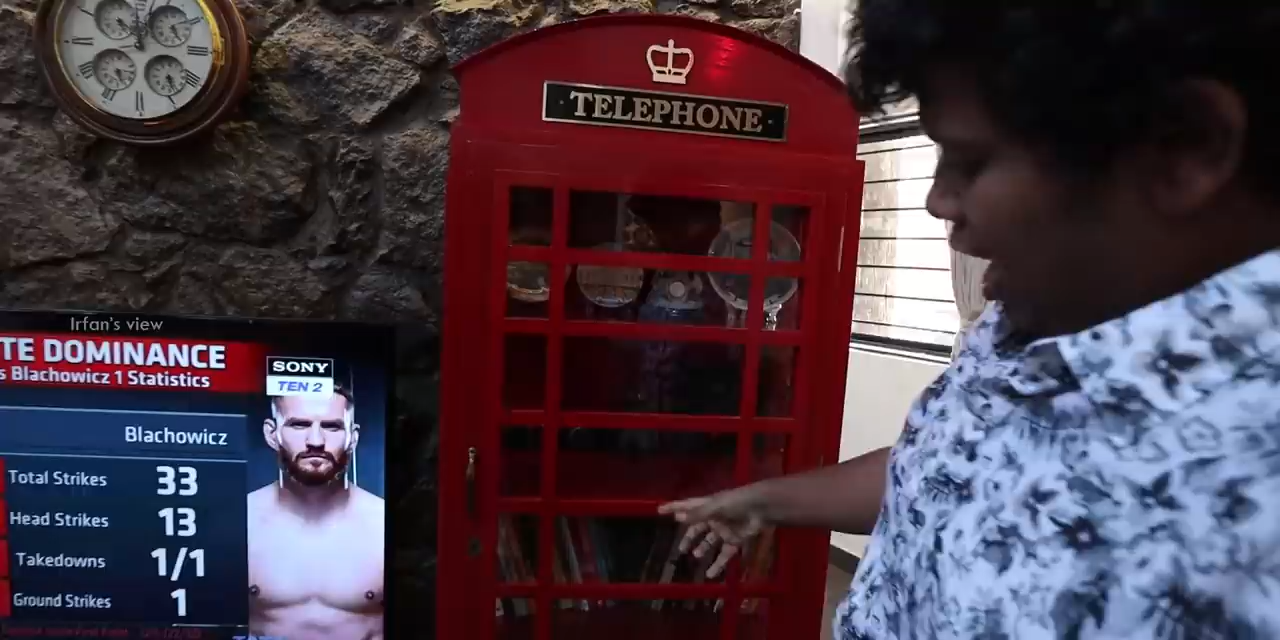 TELEPHONE
Irfan's view
TE DOMINANCE
s Blachowicz 1 Statistics
SONY
TEN 2
Blachowicz
Total Strikes 33
Head Strikes 13
Takedowns 1/1
Ground Strikes 1